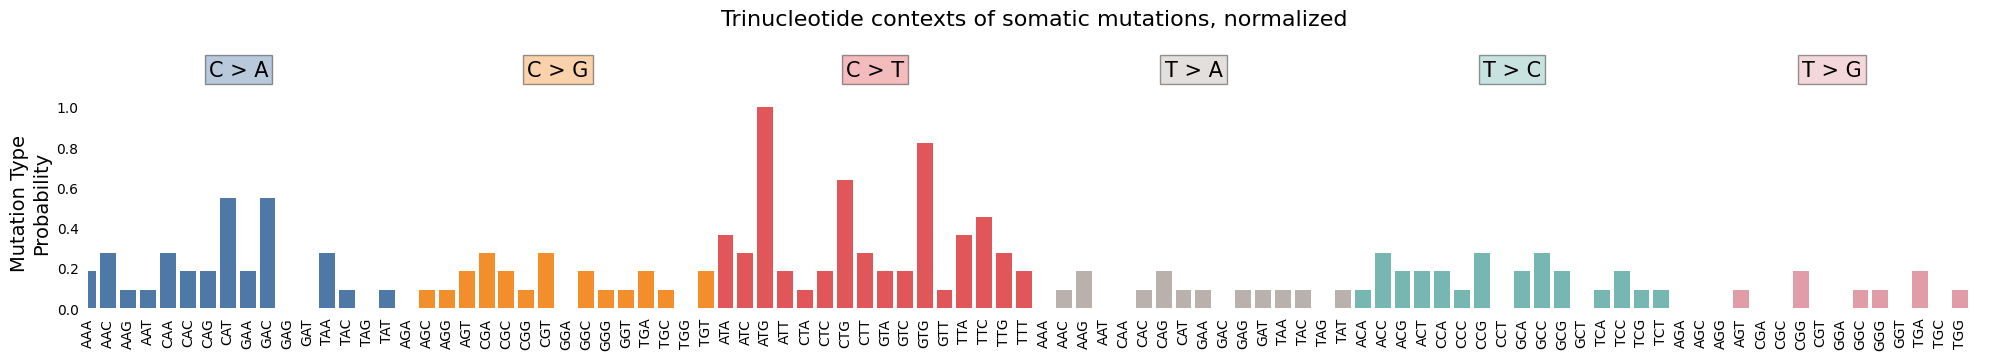 Trinucleotide contexts of somatic mutations, normalized
C > A C > G C > T T > A T > C T > G
Mutation Type
Probability
1.0
0.8
0.6
0.4
0.2
0.0
AAA AAC AAG AAT CAA CAC CAG CAT GAA GAC GAG GAT TAA TAC TAG TAT AGA AGC AGG AGT CGA CGC CGG CGT GGA GGC GGG GGT TGA TGC TGG TGT ATA ATC ATG ATT CTA CTC CTG CTT GTA GTC GTG GTT TTA TTC TTG TTT AAA AAC AAG AAT CAA CAC CAG CAT GAA GAC GAG GAT TAA TAC TAG TAT ACA ACC ACG ACT CCA CCC CCG CCT GCA GCC GCG GCT TCA TCC TCG TCT AGA AGC AGG AGT CGA CGC CGG CGT GGA GGC GGG GGT TGA TGC TGG